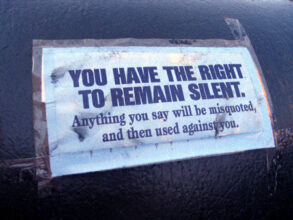 YOU HAVE THE RIGHT
TO REMAIN SILENT.
Anything you say will be misquoted,
and then used against you.